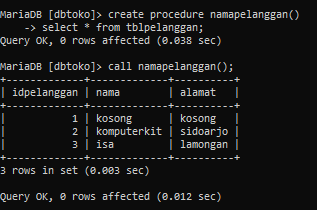 MariaDB [dbtoko]> create procedure namapelanggan()
    -> select * from tblpelanggan;
Query OK, 0 rows affected (0.038 sec)

MariaDB [dbtoko]> call namapelanggan();
+-------------+-------------+----------+
| idpelanggan | nama        | alamat   |
+-------------+-------------+----------+
|           1 | kosong      | kosong   |
|           2 | komputerkit | sidoarjo |
|           3 | isa         | lamongan |
+-------------+-------------+----------+
3 rows in set (0.003 sec)

Query OK, 0 rows affected (0.012 sec)